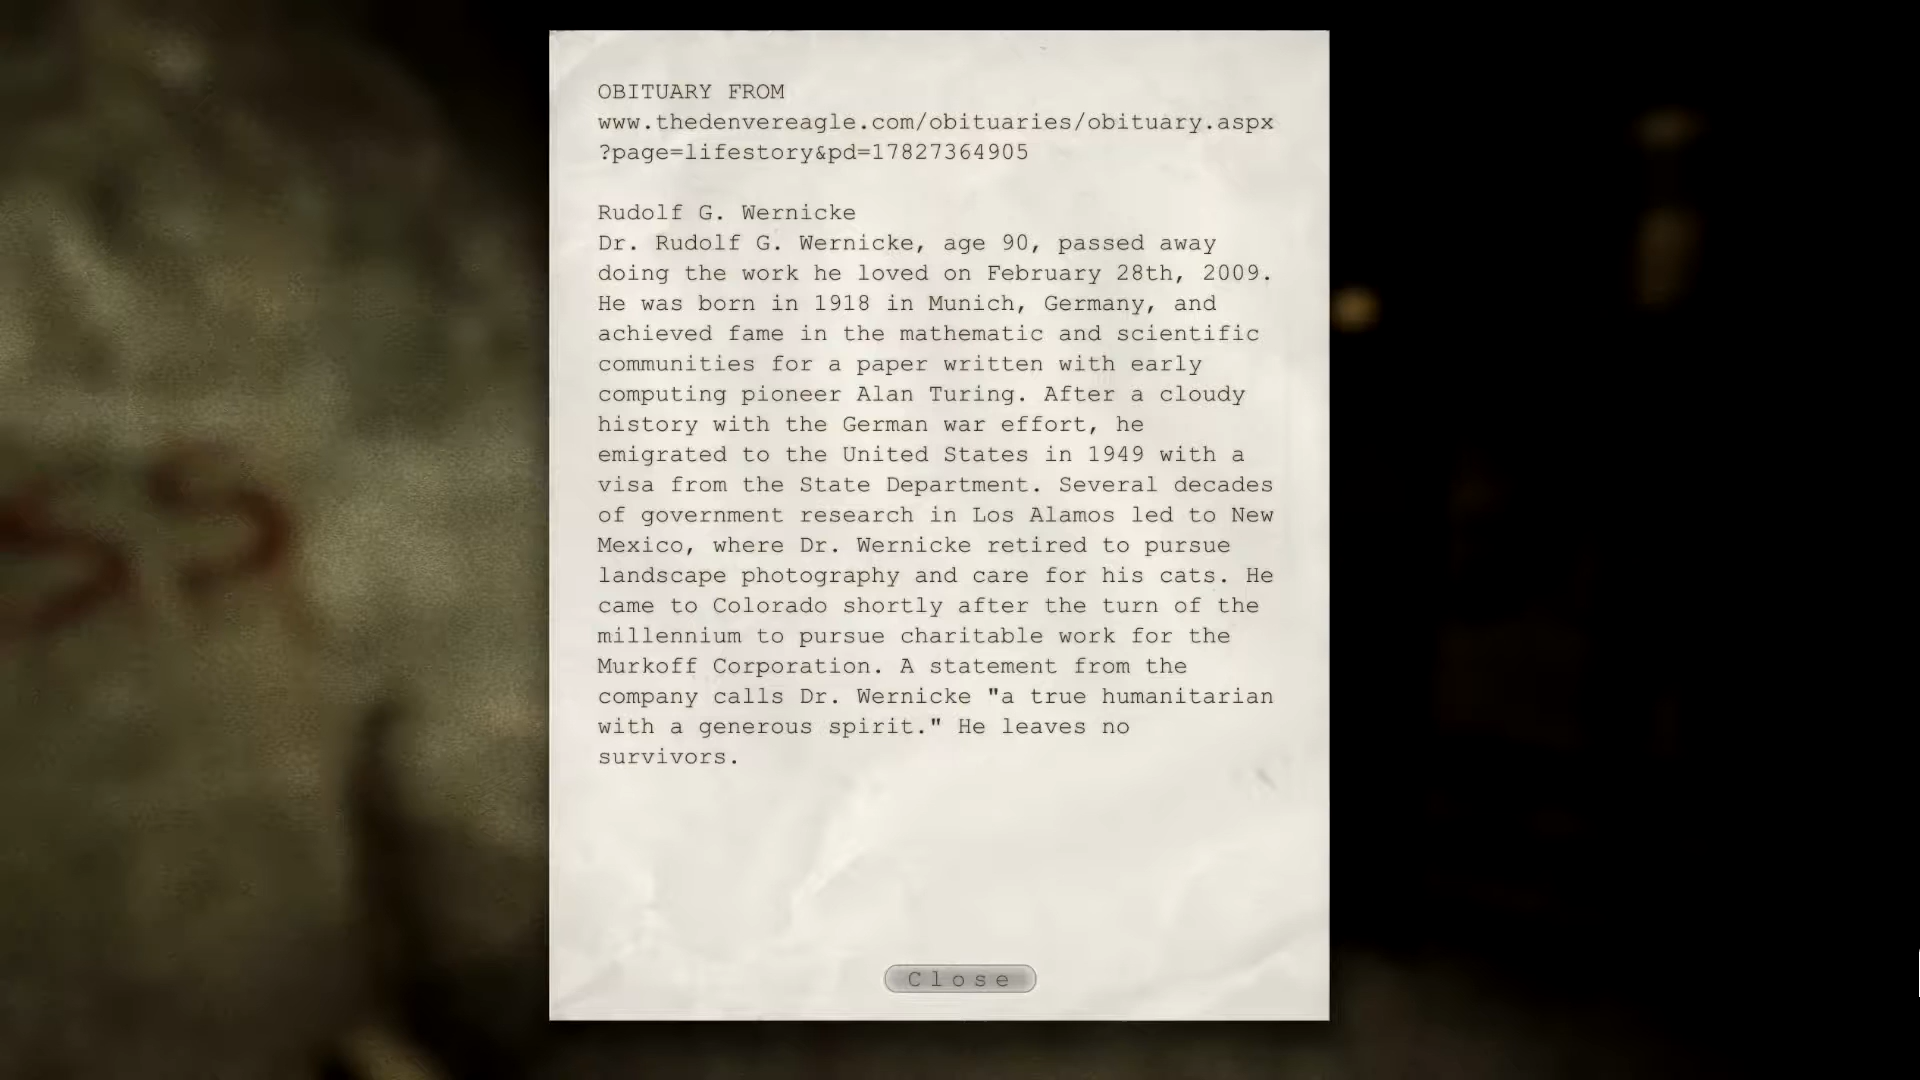 OBITUARY FROM
www.thedenvereagle.com/obituaries/obituary.aspx
?page=lifestory&pd=17827364905
Rudolf G. Wernicke
Dr. Rudolf G. Wernicke, age 90, passed away
doing the work he loved on February 28th, 2009.
He was born in 1918 in Munich, Germany, and
achieved fame in the mathematic and scientific
communities for a paper written with early
computing pioneer Alan Turing. After a cloudy
history with the German war effort, he
emigrated to the United States in 1949 with a
visa from the State Department. Several decades
of government research in Los Alamos led to New
Mexico, where Dr. Wernicke retired to pursue
landscape photography and care for his cats. He
came to Colorado shortly after the turn of the
millennium to pursue charitable work for the
Murkoff Corporation. A statement from the
company calls Dr. Wernicke "a true humanitarian
with a generous spirit." He leaves no
survivors.
Close